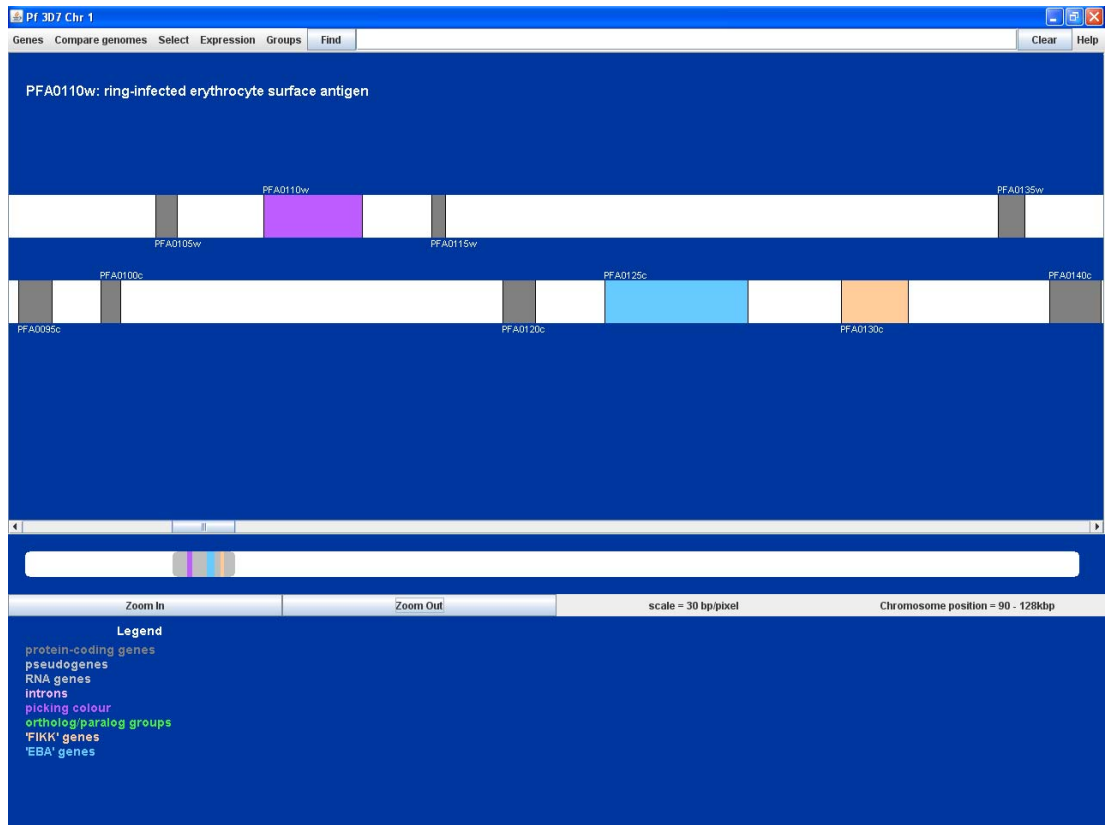 Pf 3D7 Chr 1
Genes Compare genomes Select Expression Groups Find Clear Help
PFA0110w: ring-infected erythrocyte surface antigen
PFA0110w PFA0135w
PFA0105w PFA0115w
PFA0100c PFA0125c PFA0140c
PFA0095c PFA0120c PFA0130c
Zoom In Zoom Out scale = 30 bp/pixel Chromosome position = 90 - 128kbp
Legend
protein-coding genes
pseudogenes
RNA genes
introns
picking colour
ortholog/paralog groups
'FIKK' genes
'EBA' genes